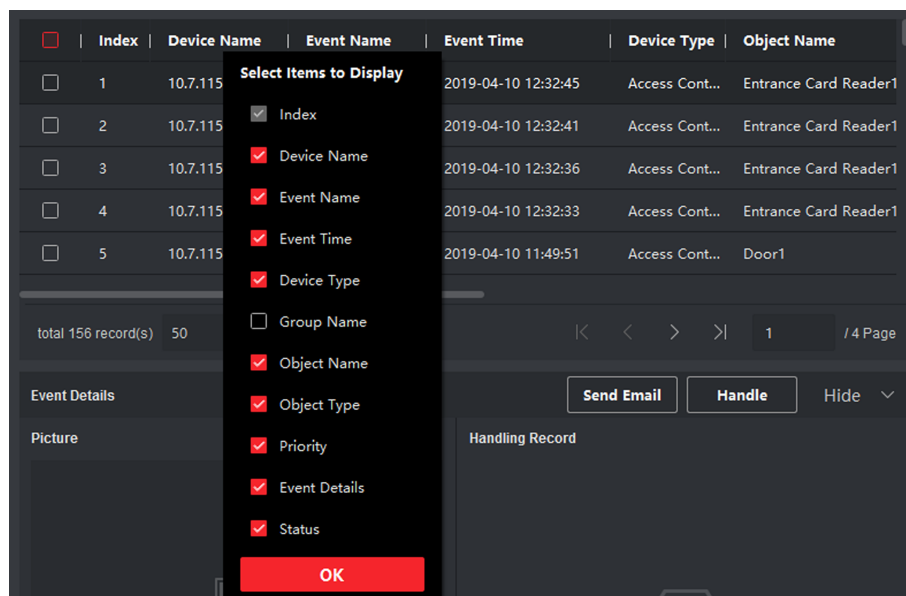 Index | Device Name | Event Name | Event Time | Device Type | Object Name
1 10.7.115 2019-04-10 12:32:45 Access Cont... Entrance Card Reader1
2 10.7.115 2019-04-10 12:32:41 Access Cont... Entrance Card Reader1
3 10.7.115 2019-04-10 12:32:36 Access Cont... Entrance Card Reader1
4 10.7.115 2019-04-10 12:32:33 Access Cont... Entrance Card Reader1
5 10.7.115 2019-04-10 11:49:51 Access Cont... Door1
Select Items to Display
Index
Device Name
Event Name
Event Time
Device Type
Group Name
Object Name
Object Type
Priority
Event Details
Status
OK
total 156 record(s) 50 1 / 4 Page
Event Details Send Email Handle Hide
Picture Handling Record